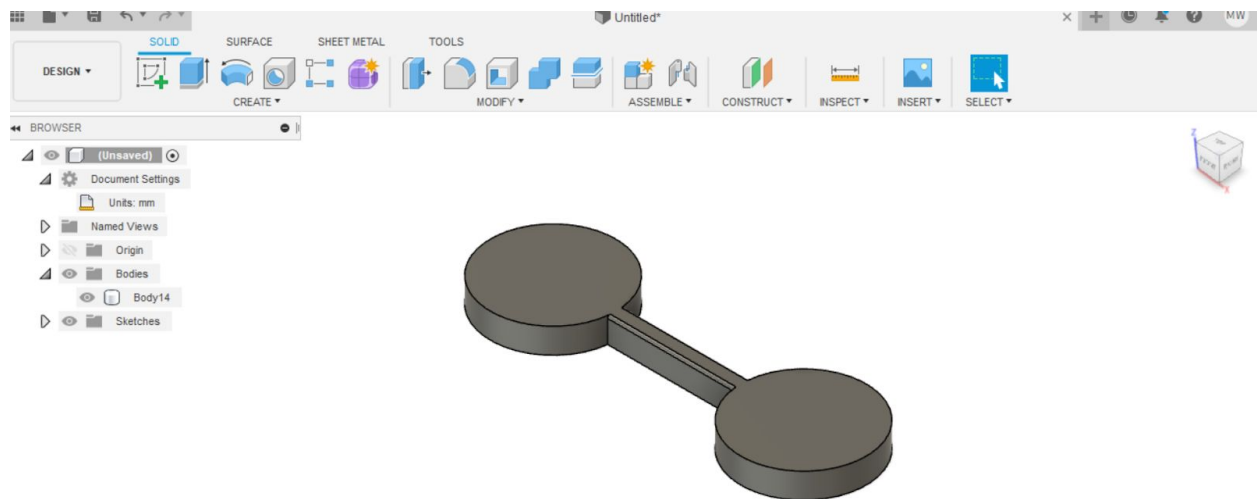 Untitled*
MW
SOLID SURFACE SHEET METAL TOOLS
DESIGN
CREATE MODIFY ASSEMBLE CONSTRUCT INSPECT INSERT SELECT
BROWSER
(Unsaved)
Document Settings
Units: mm
Named Views
Origin
Bodies
Body14
Sketches
Z
X